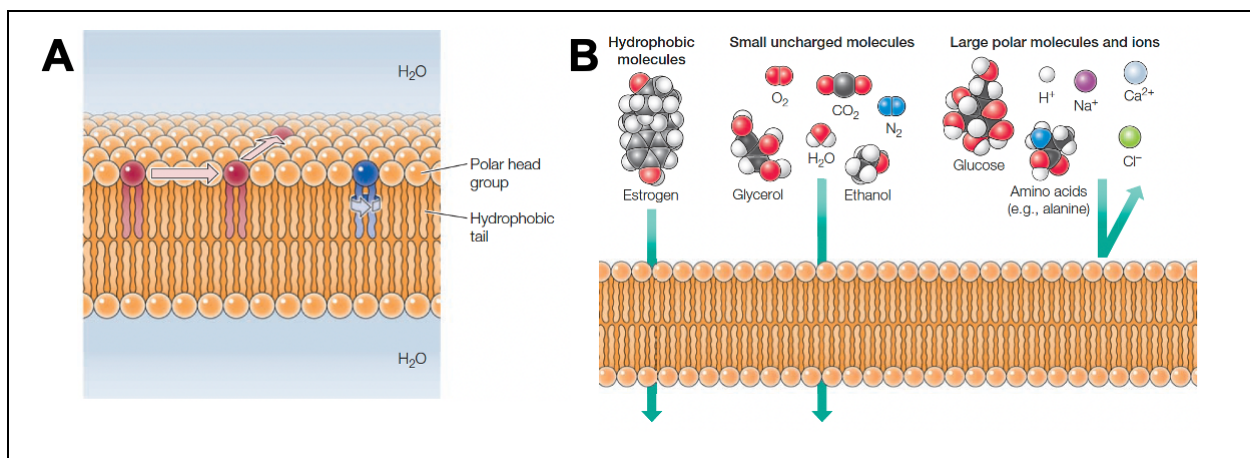 A
H₂O
Polar head
group
Hydrophobic
tail
H₂O
B
Hydrophobic
molecules
Small uncharged molecules
Large polar molecules and ions
O₂
CO₂
N₂
H₂O
Estrogen
Glycerol
Ethanol
H⁺
Na⁺
Ca²⁺
Glucose
Cl⁻
Amino acids
(e.g., alanine)